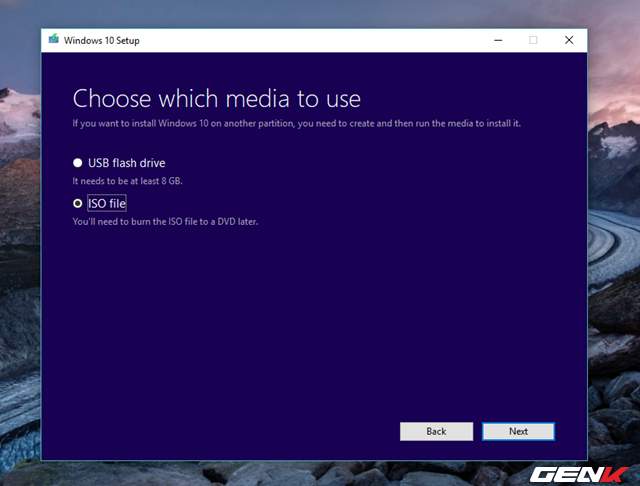 Windows 10 Setup
Choose which media to use
If you want to install Windows 10 on another partition, you need to create and then run the media to install it.
USB flash drive
It needs to be at least 8 GB.
ISO file
You'll need to burn the ISO file to a DVD later.
Back Next
GENK